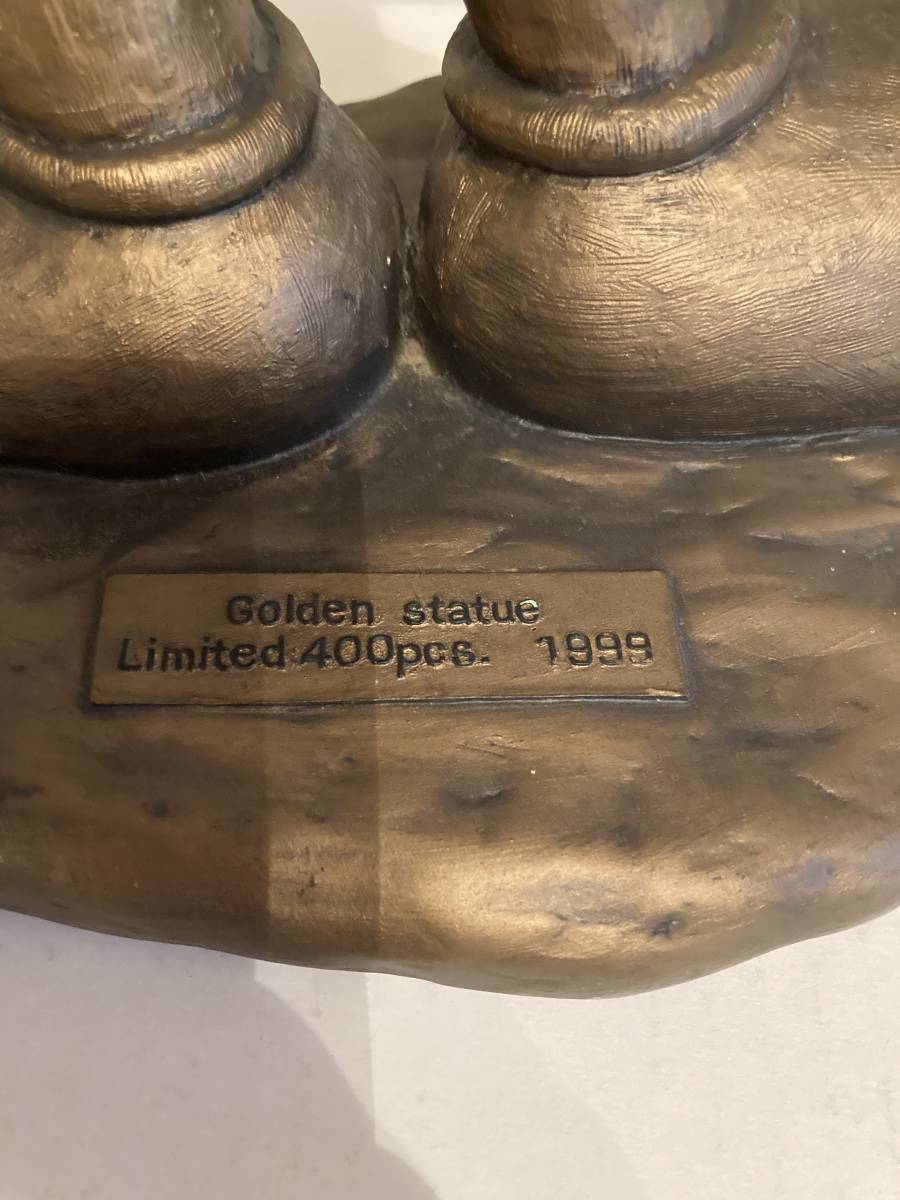 Golden statue
Limited 400pcs. 1999